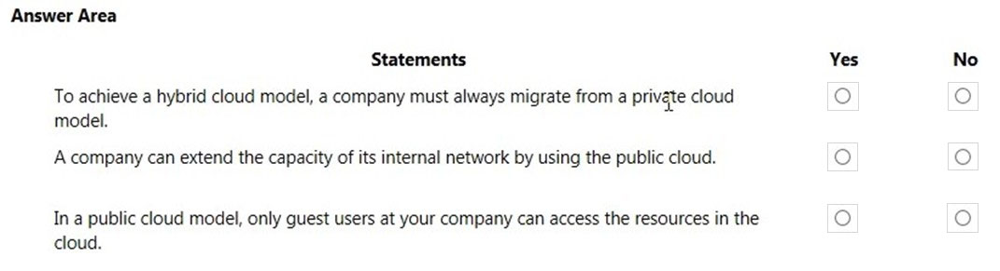 Answer Area
Statements Yes No
To achieve a hybrid cloud model, a company must always migrate from a private cloud
model.
A company can extend the capacity of its internal network by using the public cloud.
In a public cloud model, only guest users at your company can access the resources in the
cloud.